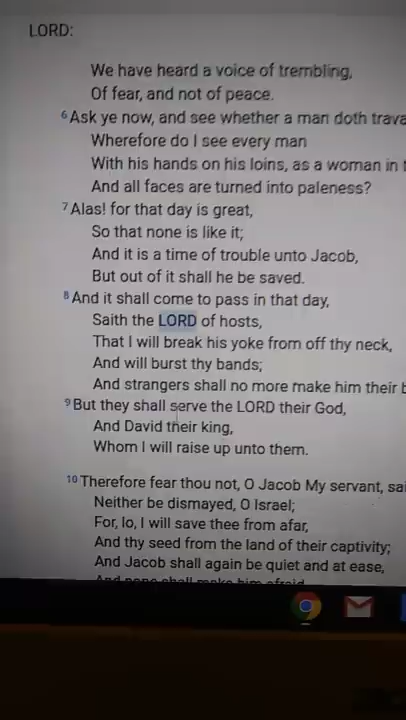 LORD:
We have heard a voice of trembling,
Of fear, and not of peace.
6 Ask ye now, and see whether a man doth
Wherefore do I see every man
With his hands on his loins, as a woman in
And all faces are turned into paleness?
7 Alas! for that day is great,
So that none is like it;
And it is a time of trouble unto Jacob,
But out of it shall he be saved.
8 And it shall come to pass in that day,
Saith the LORD of hosts,
That I will break his yoke from off thy neck,
And will burst thy bands;
And strangers shall no more make him their
9 But they shall serve the LORD their God,
And David their king,
Whom I will raise up unto them.
10 Therefore fear thou not, O Jacob My servant,
Neither be dismayed, O Israel;
For, lo, I will save thee from afar,
And thy seed from the land of their captivity;
And Jacob shall again be quiet and at ease,
And none shall make him afraid